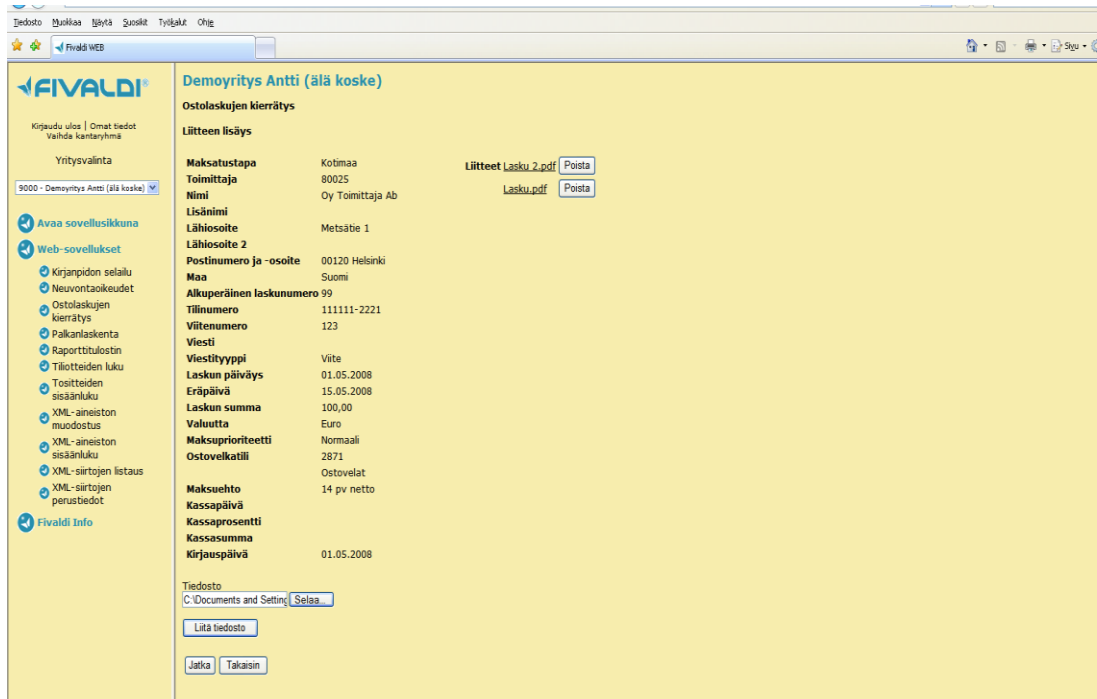 Tiedosto Muokkaa Näytä Suosikit Työkalut Ohje
Fivaldi WEB
Sivu
FIVALDI®
Kirjaudu ulos | Omat tiedot
Vaihda kantaryhmä
Yritysvalinta
9000 - Demoyritys Antti (älä koske)
Avaa sovellusikkuna
Web-sovellukset
Kirjanpidon selailu
Neuvontaoikeudet
Ostolaskujen
kierrätys
Palkanlaskenta
Raporttitulostin
Tiliotteiden luku
Tositteiden
sisäänluku
XML-aineiston
muodostus
XML-aineiston
sisäänluku
XML-siirtojen listaus
XML-siirtojen
perustiedot
Fivaldi Info
Demoyritys Antti (älä koske)
Ostolaskujen kierrätys
Liitteen lisäys
Maksatustapa Kotimaa
Toimittaja 80025
Nimi Oy Toimittaja Ab
Lisänimi
Lähiosoite Metsätie 1
Lähiosoite 2
Postinumero ja -osoite 00120 Helsinki
Maa Suomi
Alkuperäinen laskunumero 99
Tilinumero 111111-2221
Viitenumero 123
Viesti
Viestityyppi Viite
Laskun päiväys 01.05.2008
Eräpäivä 15.05.2008
Laskun summa 100,00
Valuutta Euro
Maksuprioriteetti Normaali
Ostovelkatili 2871
Ostovelat
Maksuehto 14 pv netto
Kassapäivä
Kassaprosentti
Kassasumma
Kirjauspäivä 01.05.2008
Liitteet Lasku 2.pdf Poista
Lasku.pdf Poista
Tiedosto
C:\Documents and Setting Selaa...
Liitä tiedosto
Jatka Takaisin